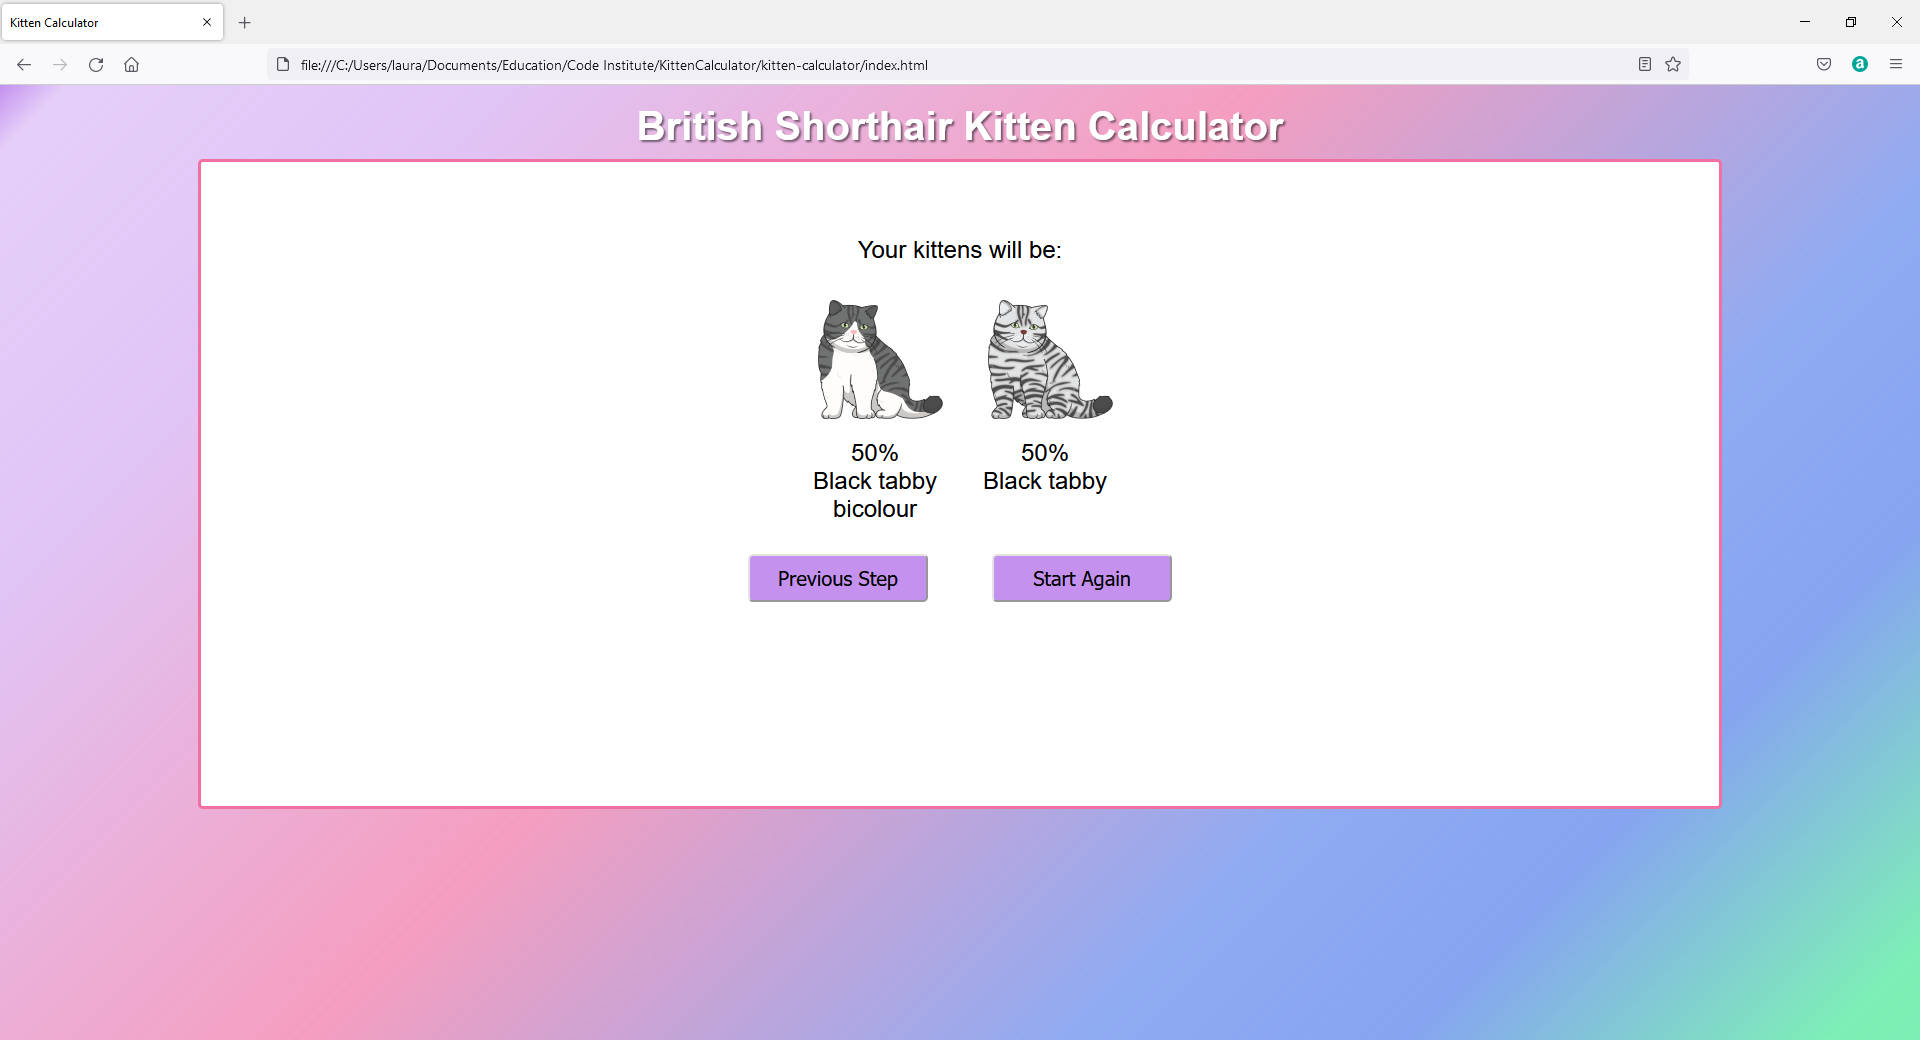 Kitten Calculator
file:///C:/Users/laura/Documents/Education/Code Institute/KittenCalculator/kitten-calculator/index.html
a
British Shorthair Kitten Calculator
Your kittens will be:
50%
Black tabby
bicolour
50%
Black tabby
Previous Step
Start Again